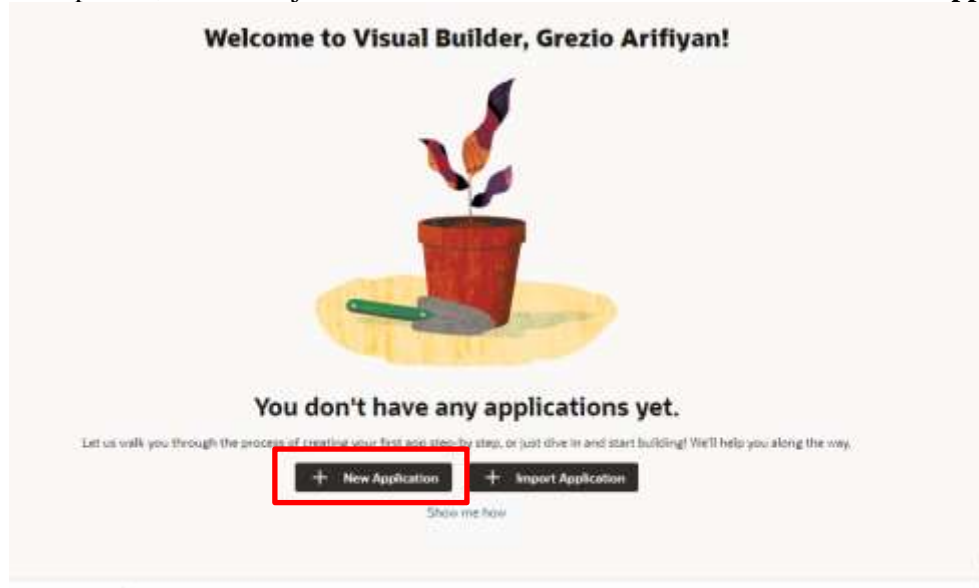 Welcome to Visual Builder, Grezio Arifiyan!
You don't have any applications yet.
Let us walk you through the process of creating your first app step-by step, or just dive in and start building! We'll help you along the way.
+ New Application + Import Application
Show me how